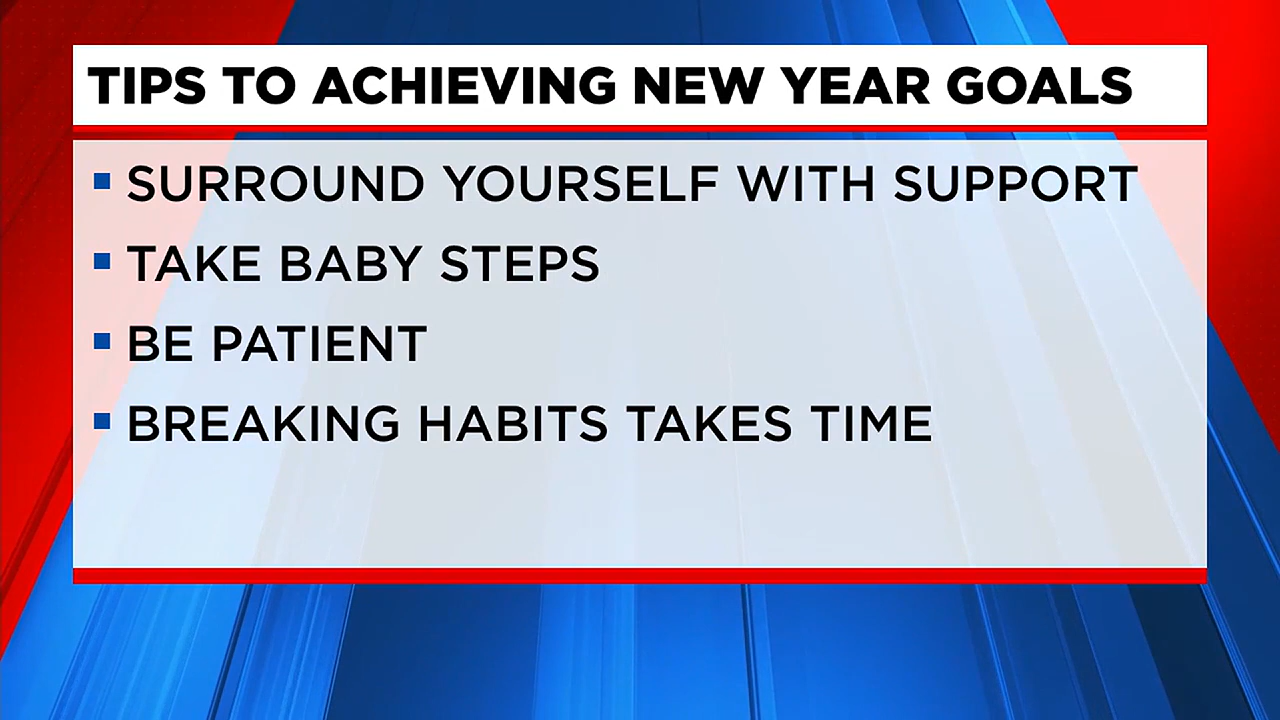 TIPS TO ACHIEVING NEW YEAR GOALS
SURROUND YOURSELF WITH SUPPORT
TAKE BABY STEPS
BE PATIENT
BREAKING HABITS TAKES TIME